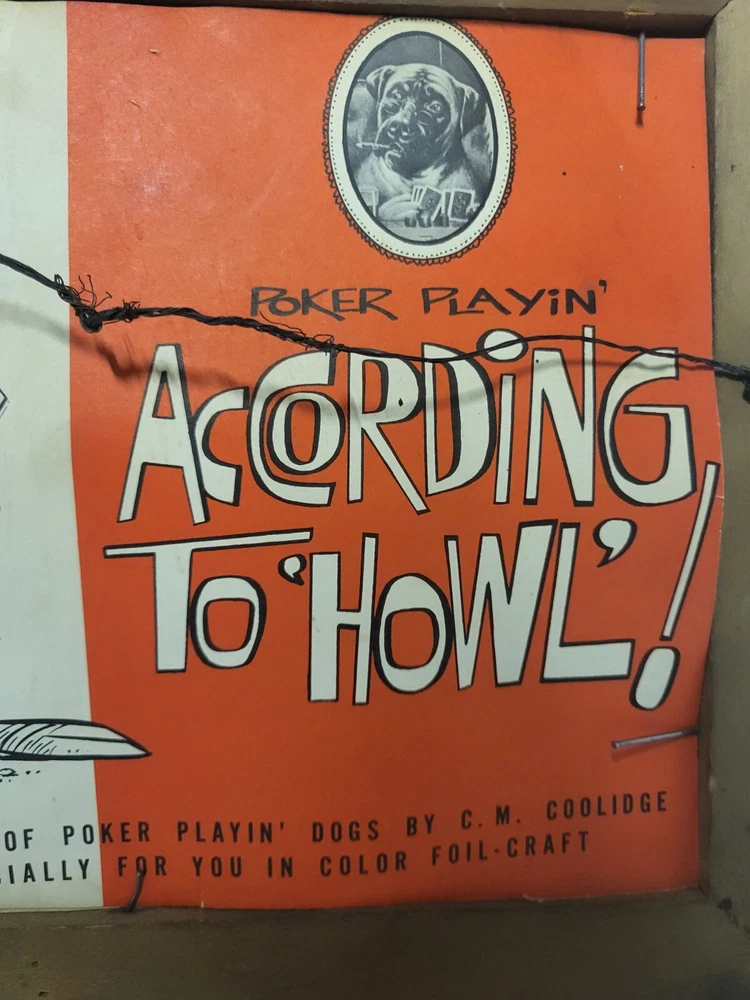 POKER PLAYIN'
ACCORDING
TO 'HOWL'!
OF POKER PLAYIN' DOGS BY C.M. COOLIDGE
FOR YOU IN COLOR FOIL-CRAFT